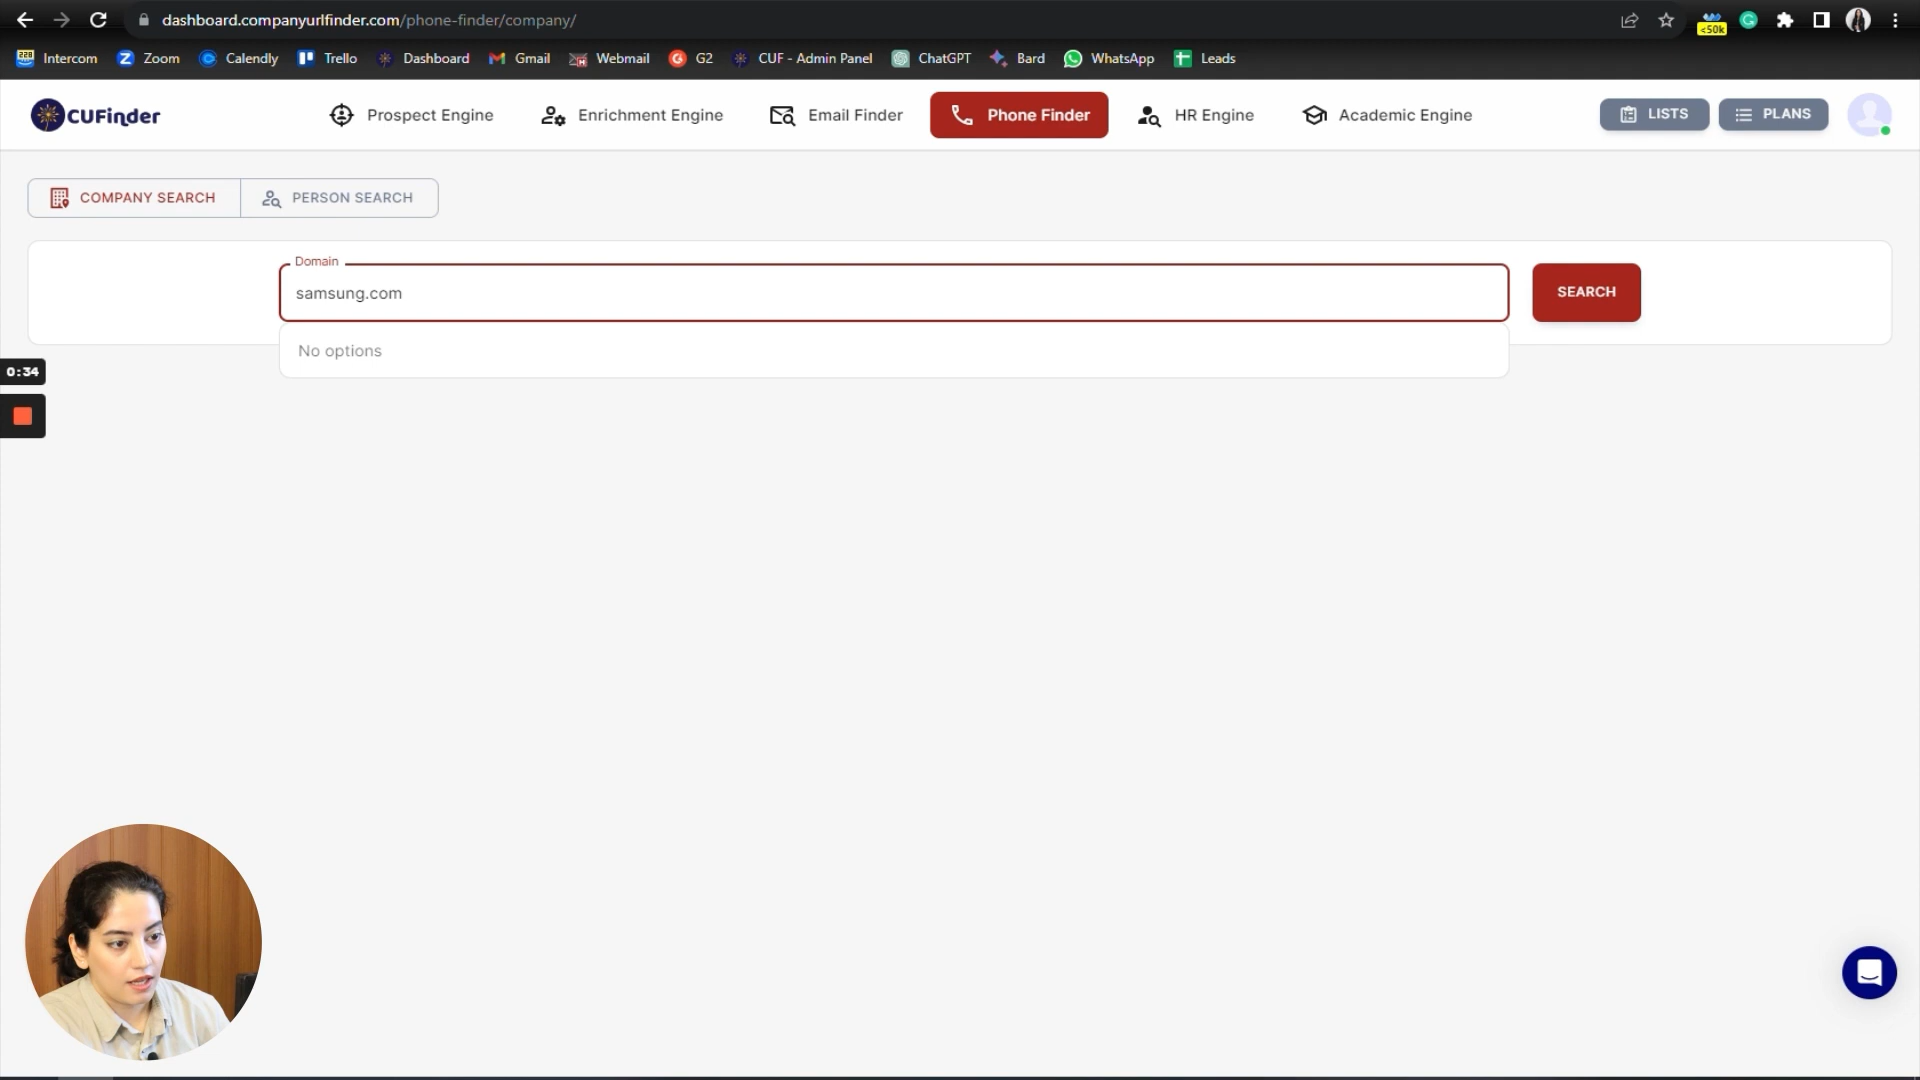 dashboard.companyurlfinder.com/phone-finder/company/
<50k
228 Intercom Zoom Calendly Trello Dashboard Gmail Webmail G2 CUF - Admin Panel ChatGPT Bard WhatsApp Leads
CUFinder Prospect Engine Enrichment Engine Email Finder Phone Finder HR Engine Academic Engine LISTS PLANS
COMPANY SEARCH PERSON SEARCH
Domain
samsung.com SEARCH
No options
0:34